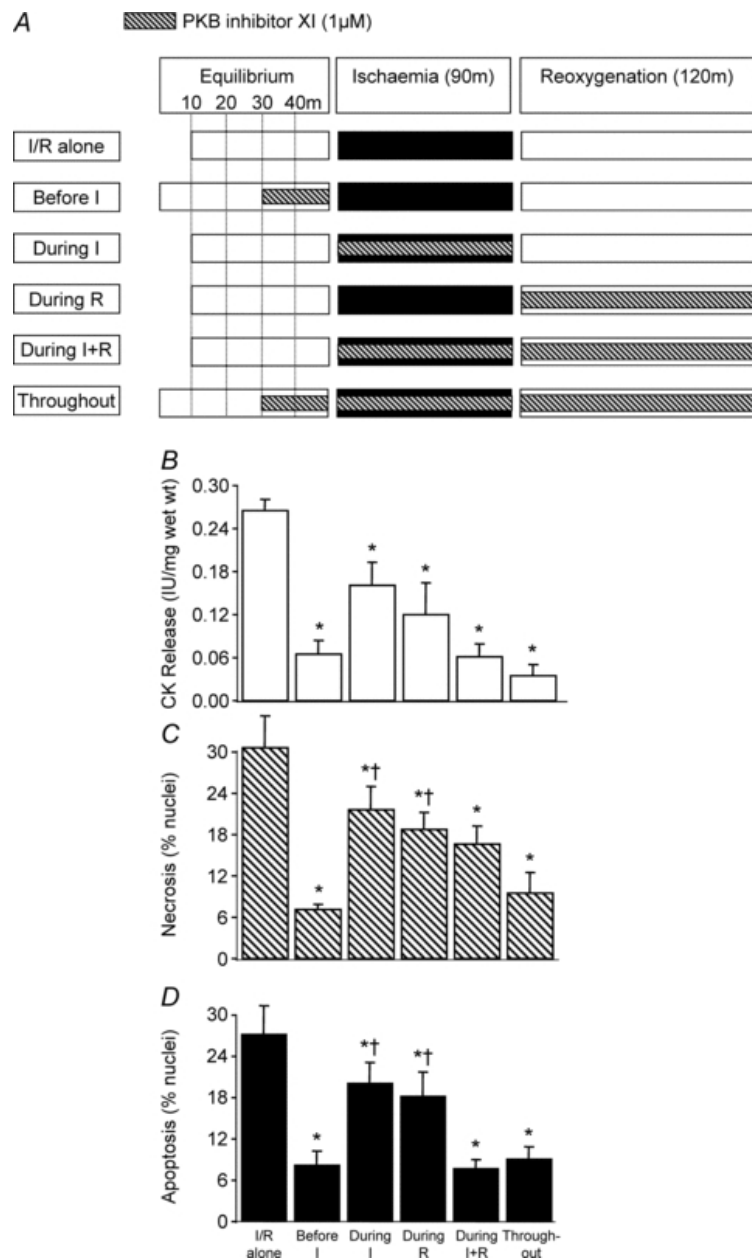 A
PKB inhibitor XI (1µM)
Equilibrium
10 20 30 40m
Ischaemia (90m)
Reoxygenation (120m)
I/R alone
Before I
During I
During R
During I+R
Throughout
B
CK Release (IU/mg wet wt)
0.30
0.24
0.18
0.12
0.06
0.00
*
*
*
*
*
C
Necrosis (% nuclei)
30
24
18
12
6
0
*
*†
*†
*
*
D
Apoptosis (% nuclei)
30
24
18
12
6
0
*
*†
*†
*
*
I/R
alone
Before
I
During
I
During
R
During
I+R
Through-
out